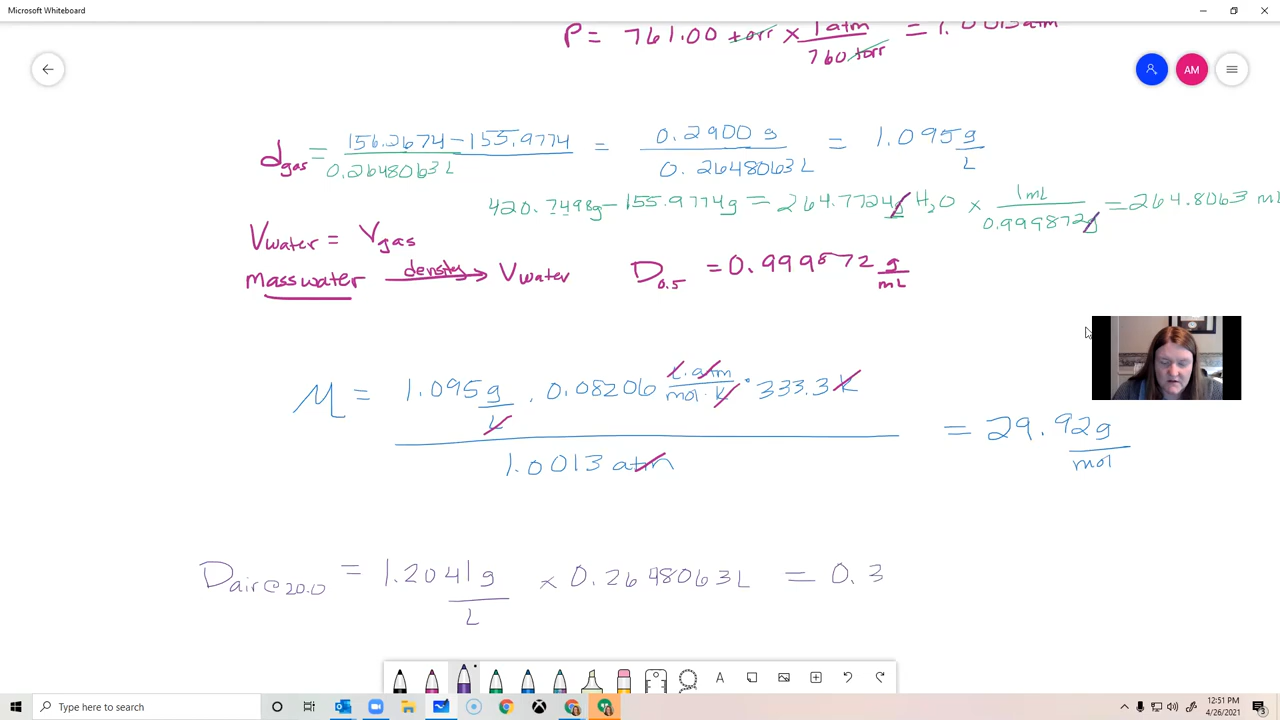 Microsoft Whiteboard
P = 761.00 torr × 1 atm / 760 torr = 1.0013 atm
AM
dgas = 156.2674 – 155.9774 / 0.2648063 L = 0.2900 g / 0.2648063 L = 1.095 g / L
420.7498g – 155.9774g = 264.7724g H2O × 1 mL / 0.999872g = 264.8063 mL
Vwater = Vgas
masswater density → Vwater D0.5 = 0.999872 g / mL
M = 1.095 g / L · 0.08206 L·atm / mol·K · 333.3 K / 1.0013 atm = 29.92 g / mol
Dair@20.0 = 1.2041 g / L × 0.2648063 L = 0.3
Type here to search
12:51 PM
4/26/2021